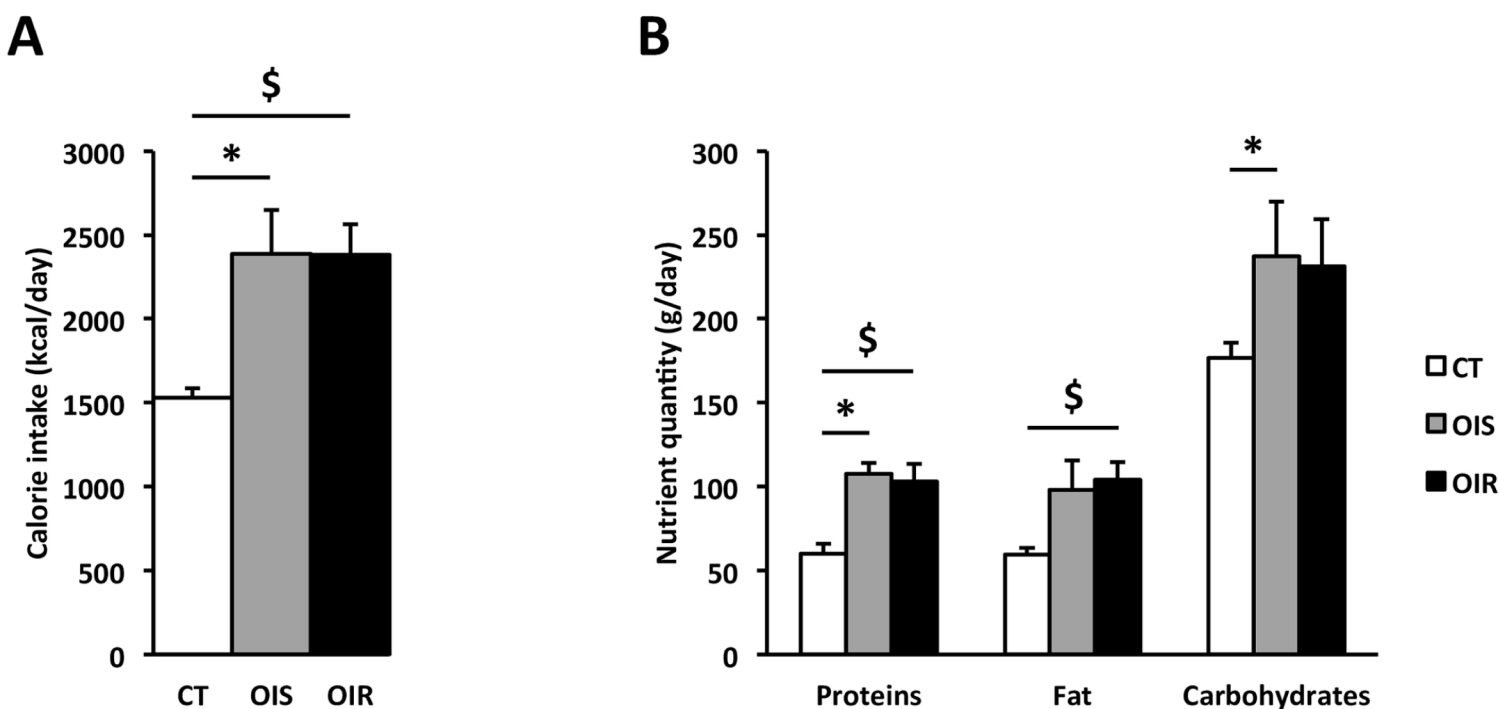 A
$
*
3000
2500
2000
1500
1000
500
0
Calorie intake (kcal/day)
CT OIS OIR
B
*
$
*
$
300
250
200
150
100
50
0
Nutrient quantity (g/day)
Proteins Fat Carbohydrates
CT
OIS
OIR